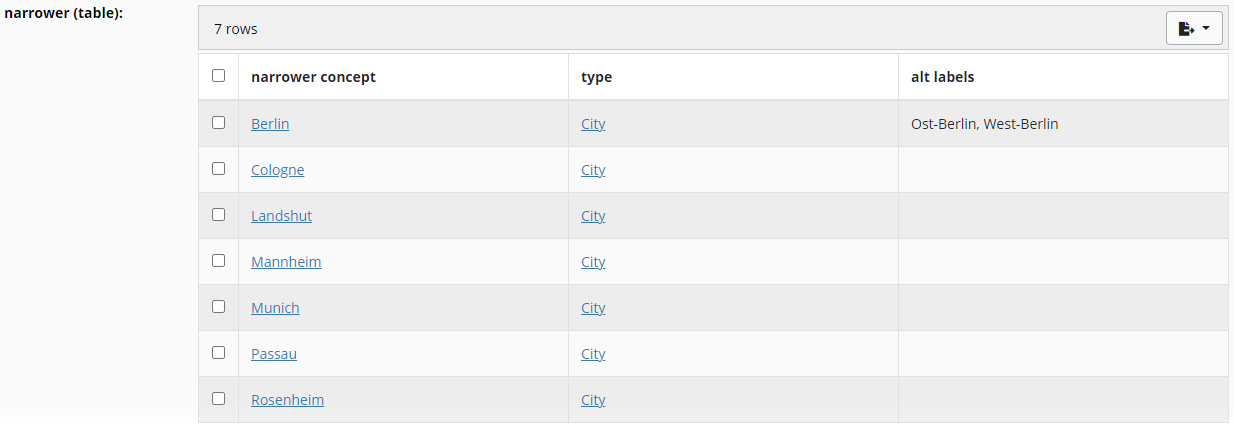 narrower (table):
7 rows
narrower concept type alt labels
Berlin City Ost-Berlin, West-Berlin
Cologne City
Landshut City
Mannheim City
Munich City
Passau City
Rosenheim City